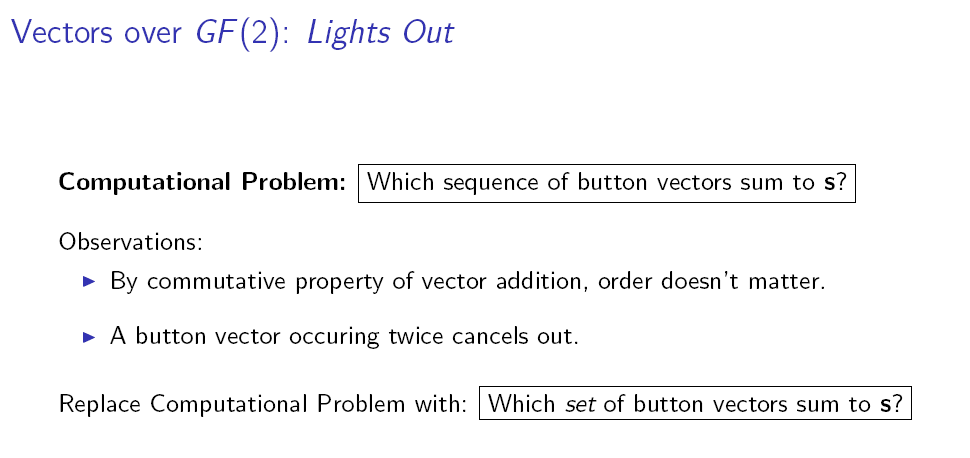 Vectors over GF(2): Lights Out
Computational Problem: Which sequence of button vectors sum to s?
Observations:
▶ By commutative property of vector addition, order doesn't matter.
▶ A button vector occuring twice cancels out.
Replace Computational Problem with: Which set of button vectors sum to s?